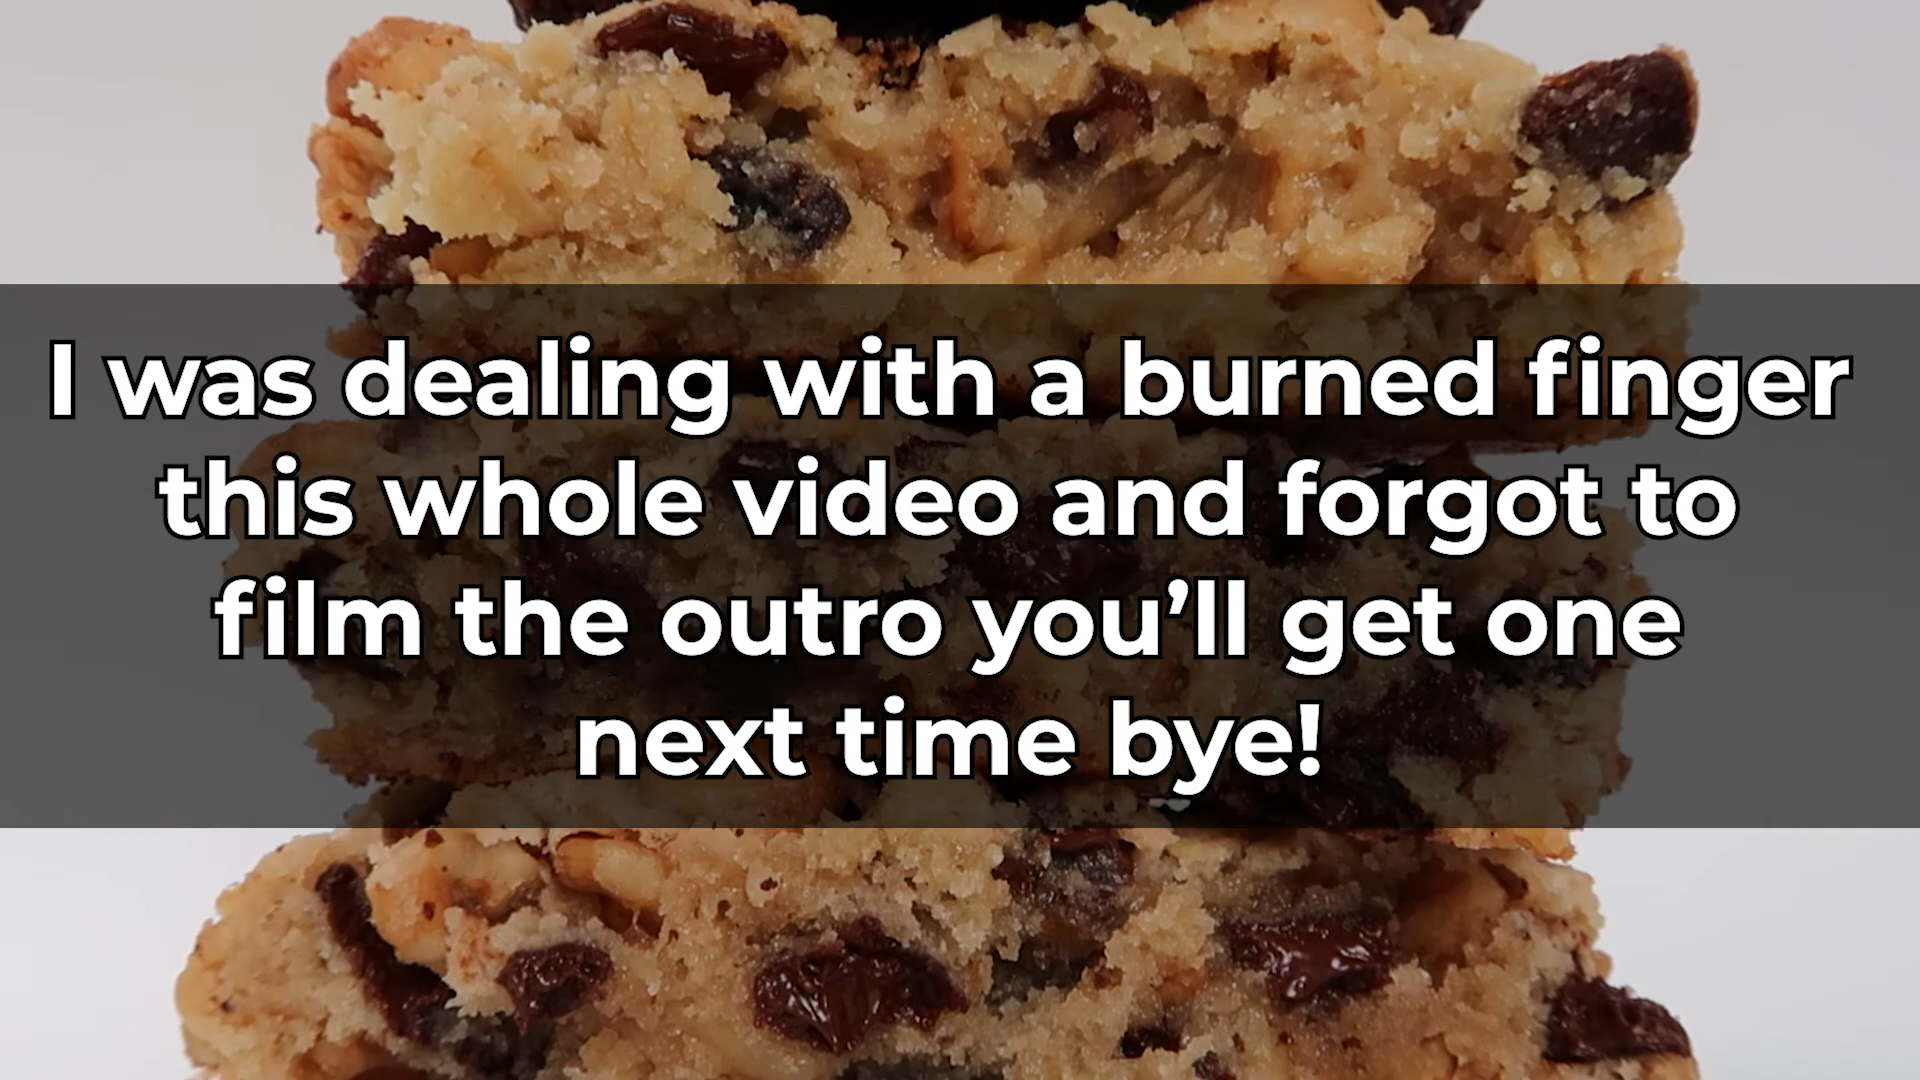 I was dealing with a burned finger
this whole video and forgot to
film the outro you’ll get one
next time bye!